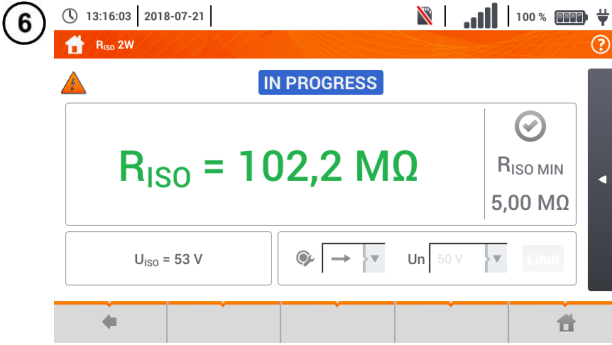 6
13:16:03 2018-07-21 100 %
RISO 2W ?
IN PROGRESS
RISO = 102,2 MΩ
RISO MIN
5,00 MΩ
UISO = 53 V
Un 50 V Limit